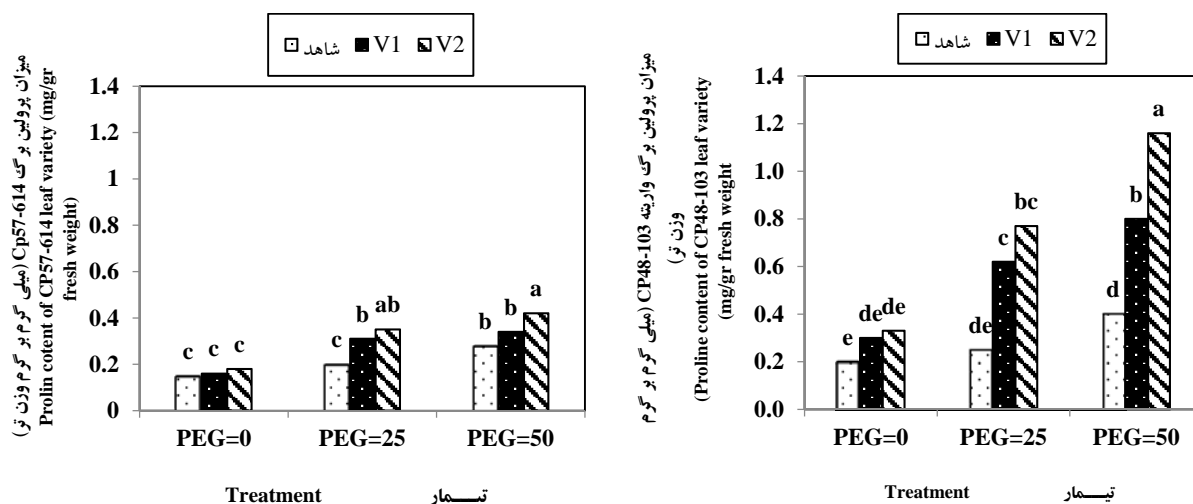 شاهد V1 V2
میزان پرولین برگ Cp57-614 (میلی گرم بر گرم وزن تر)
Prolin cotent of CP57-614 leaf variety (mg/gr
fresh weight)
1.4
1.2
1
0.8
0.6
0.4
0.2
0
c c c
c b ab
b b a
PEG=0 PEG=25 PEG=50
Treatment تیـــمار
شاهد V1 V2
میزان پرولین برگ واریته CP48-103 (میلی گرم بر گرم
وزن تر)
(Proline content of CP48-103 leaf variety
(mg/gr fresh weight
1.4
1.2
1.0
0.8
0.6
0.4
0.2
0.0
e de de
de c bc
d b a
PEG=0 PEG=25 PEG=50
Treatment تیـــمار